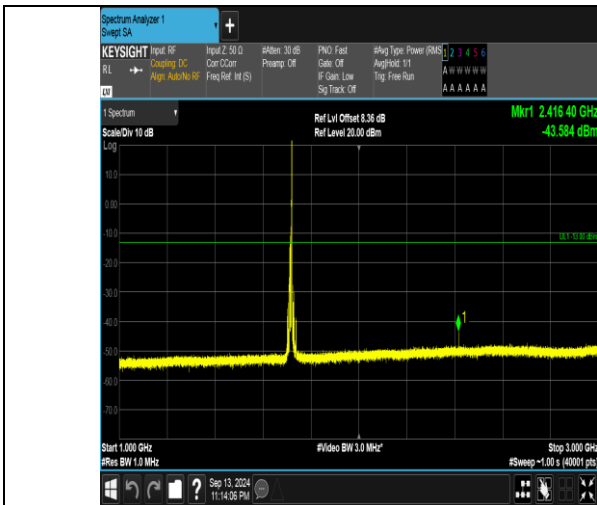 Spectrum Analyzer 1
Swept SA
+
KEYSIGHT Input: RF Input Z: 50 Ω #Atten: 30 dB PNO: Fast #Avg Type: Power (RMS 1 2 3 4 5 6
RL Coupling: DC Corr CCorr Preamp: Off Gate: Off Avg|Hold: 1/1 A W W W W W
Align: Auto/No RF Freq Ref: Int (S) IF Gain: Low Trig: Free Run
Sig Track: Off A A A A A A
LXI
1 Spectrum Ref Lvl Offset 8.36 dB Mkr1 2.416 40 GHz
Scale/Div 10 dB Ref Level 20.00 dBm -43.584 dBm
Log
10.0
0.00
-10.0
DL1 -13.00 dBm
-20.0
-30.0
-40.0
1
-50.0
-60.0
-70.0
Start 1.000 GHz #Video BW 3.0 MHz* Stop 3.000 GHz
#Res BW 1.0 MHz #Sweep ~1.00 s (40001 pts)
? Sep 13, 2024
11:14:06 PM